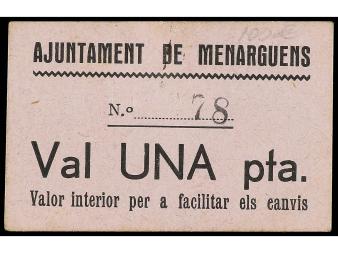 AJUNTAMENT DE MENARGUENS
N.º 78
Val UNA pta.
Valor interior per a facilitar els canvis